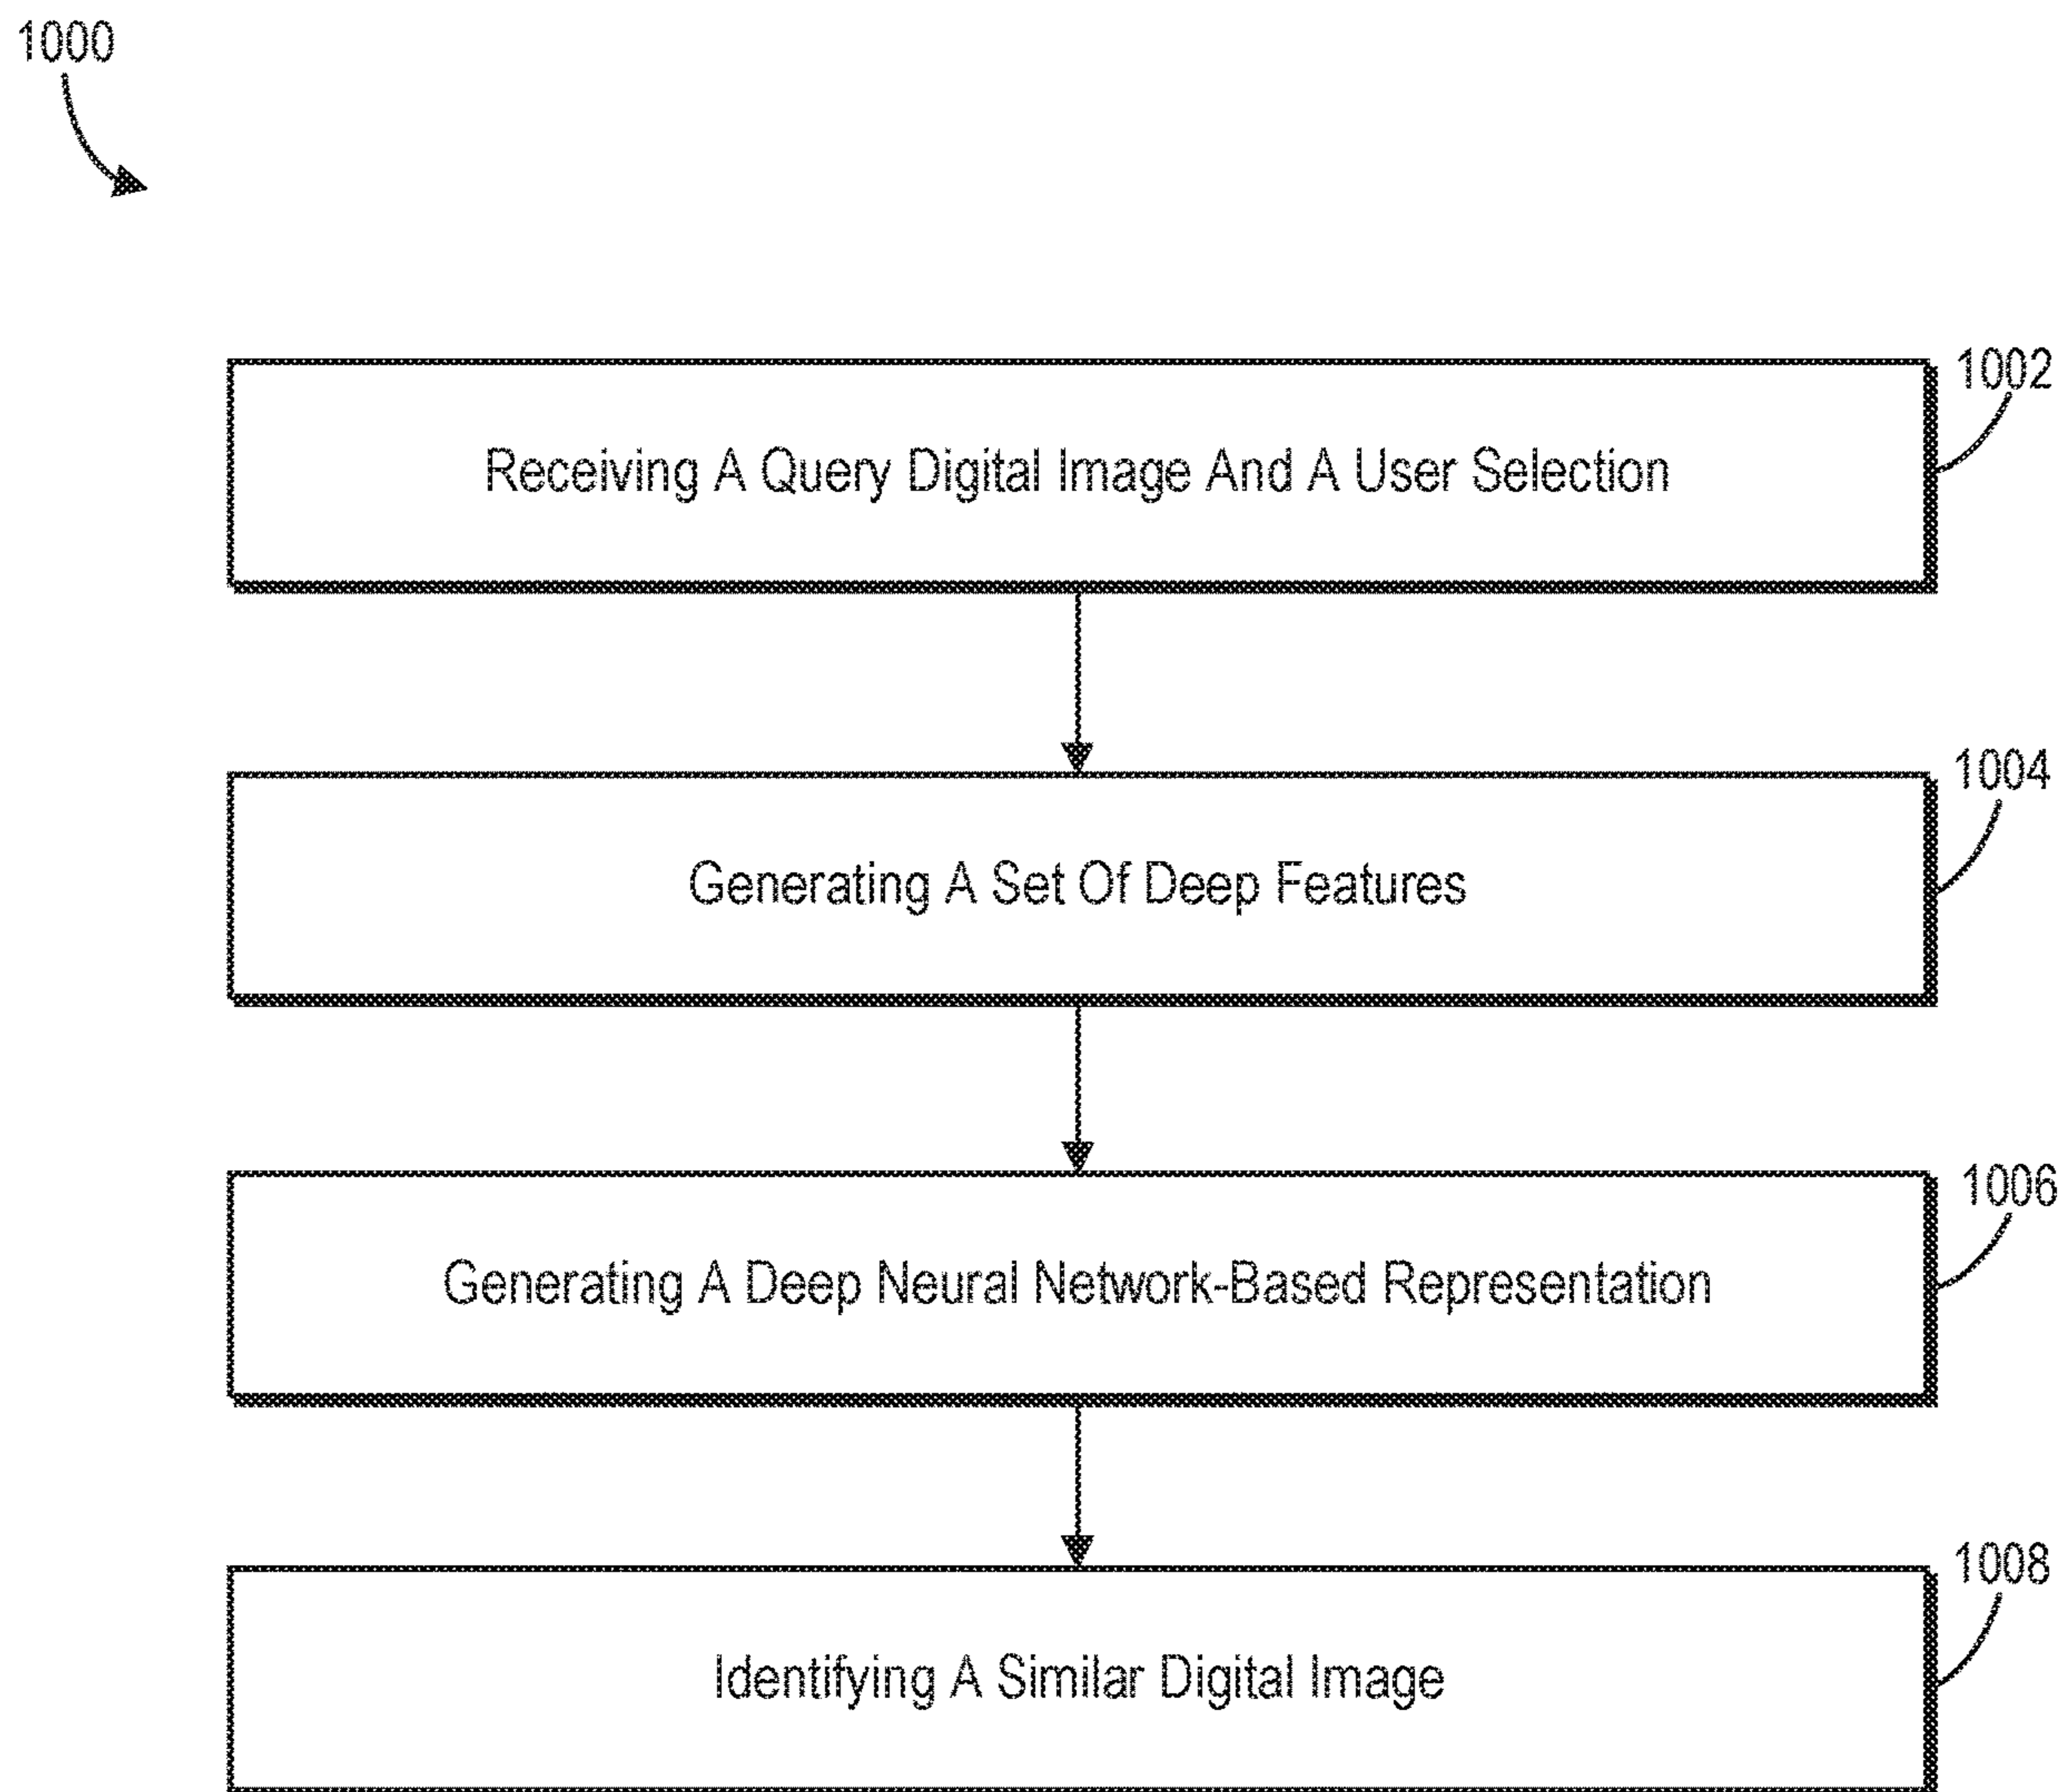 1000
1002
Receiving A Query Digital Image And A User Selection
1004
Generating A Set Of Deep Features
1006
Generating A Deep Neural Network-Based Representation
1008
Identifying A Similar Digital Image